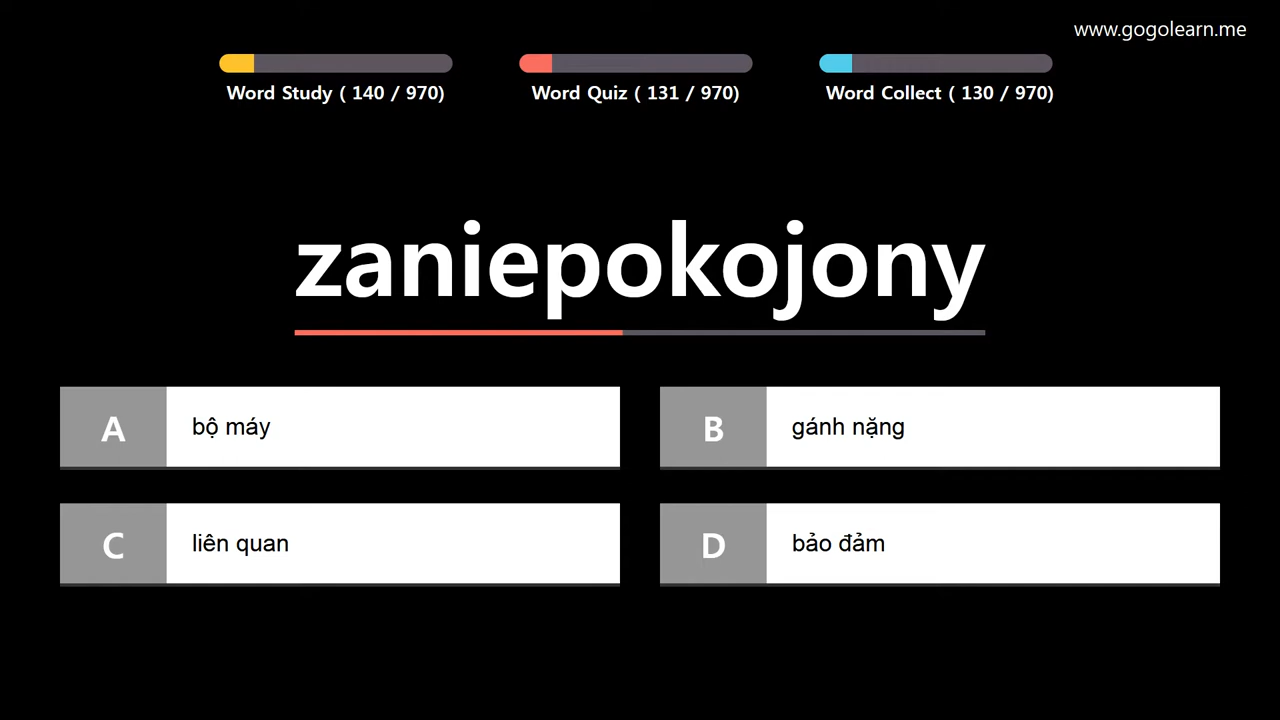 www.gogolearn.me
Word Study ( 140 / 970)
Word Quiz ( 131 / 970)
Word Collect ( 130 / 970)
zaniepokojony
A bộ máy
B gánh nặng
C liên quan
D bảo đảm